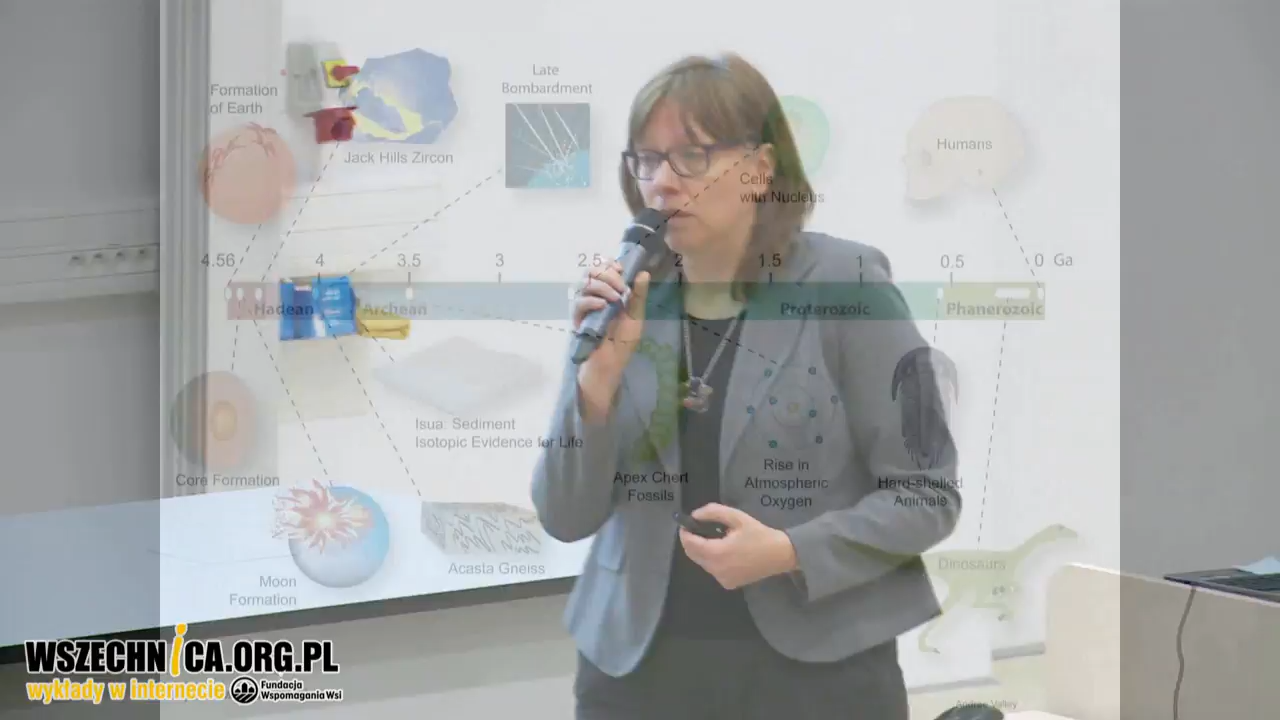 Late
Bombardment
Formation
of Earth
Jack Hills Zircon
Humans
Cells
with Nucleus
4.56 4 3.5 3 2.5 2 1.5 1 0.5 0 Ga
Hadean Archean Proterozoic Phanerozoic
Isua: Sediment
Isotopic Evidence for Life
Core Formation
Apex Chert
Fossils
Rise in
Atmospheric
Oxygen
Hard-shelled
Animals
Acasta Gneiss
Dinosaurs
Moon
Formation
WSZECHNICA.ORG.PL
wykłady w internecie
Fundacja
Wspomagania Wsi
Andree Valley